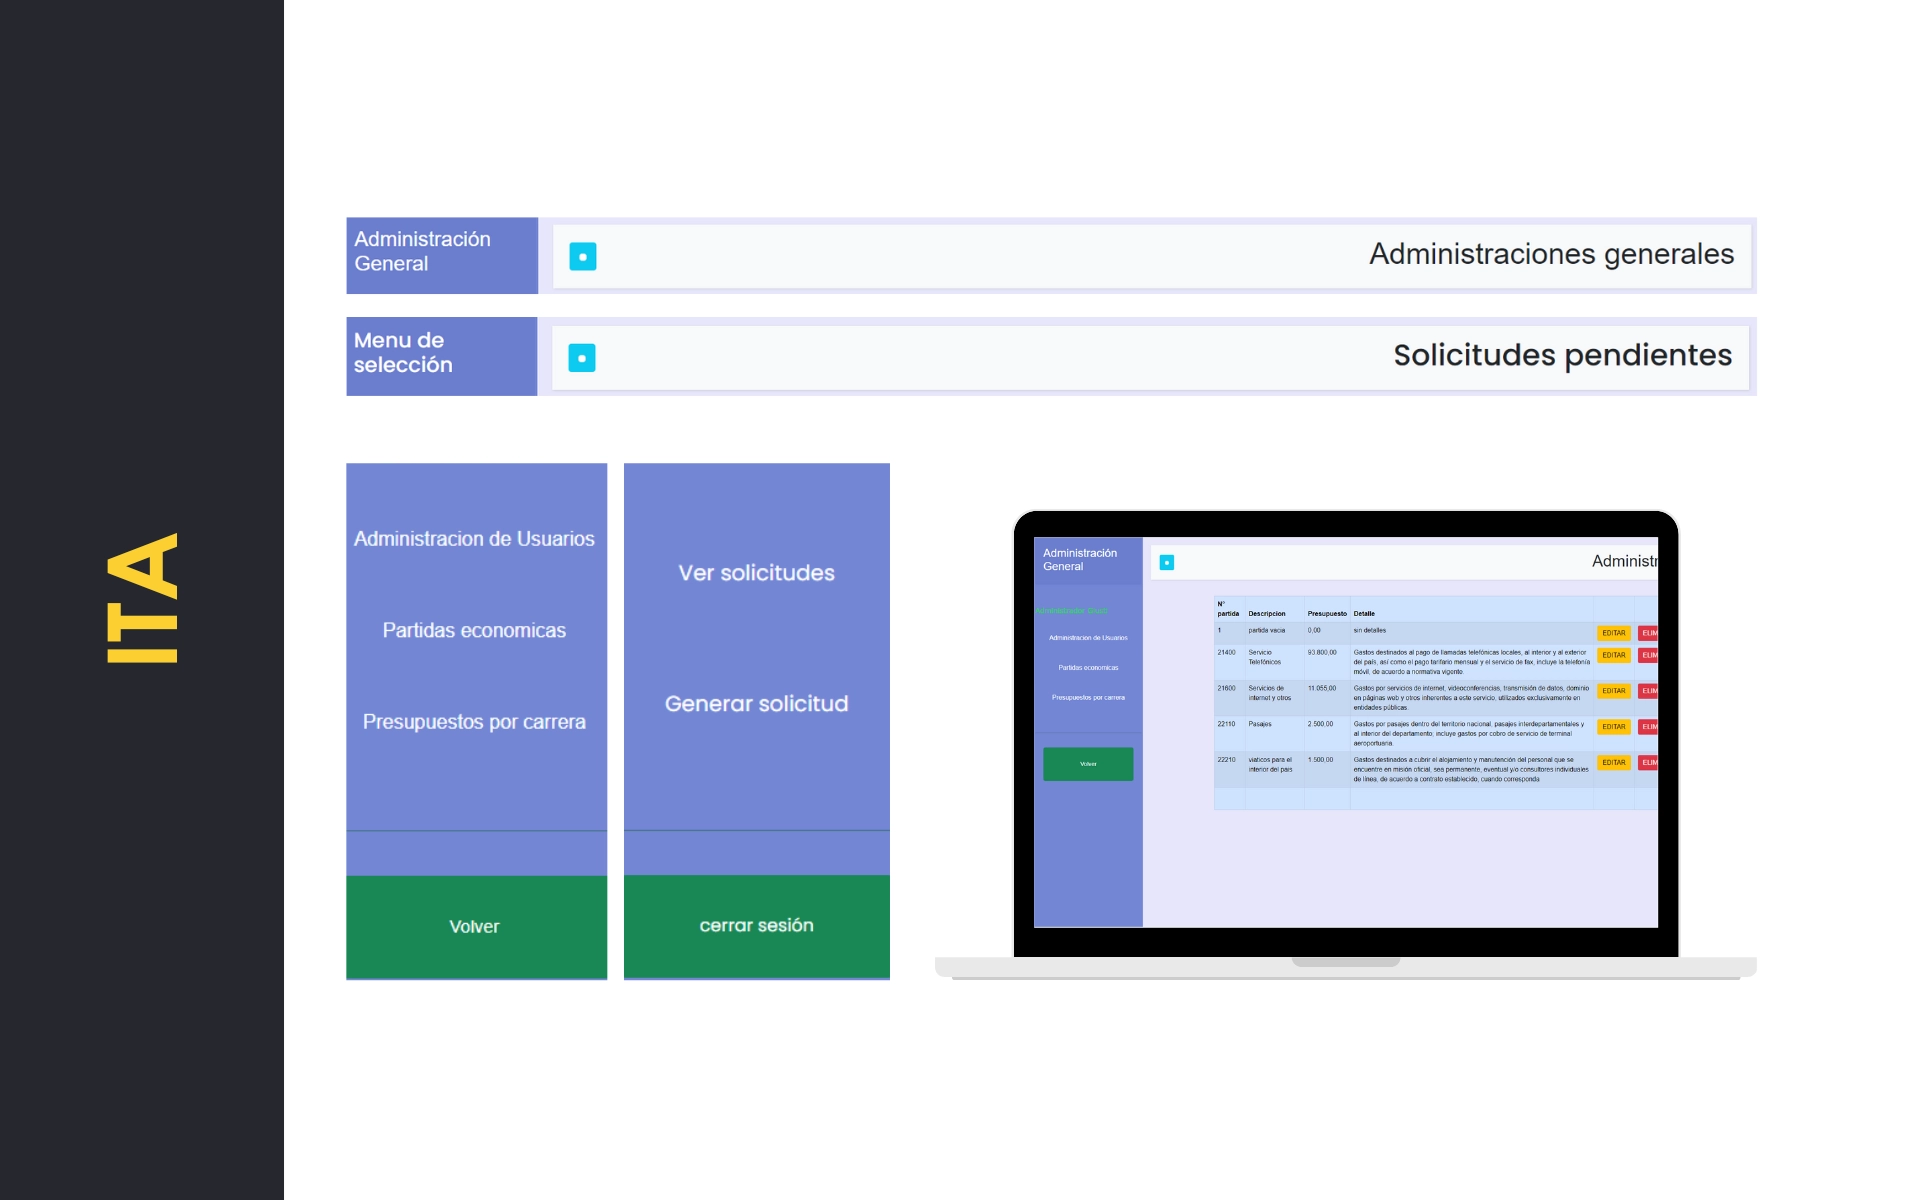 ITA
Administración
General
Administraciones generales
Menu de
selección
Solicitudes pendientes
Administracion de Usuarios
Partidas economicas
Presupuestos por carrera
Volver
Ver solicitudes
Generar solicitud
cerrar sesión
Administración
General
Administr
Administracion de Usuarios
Partidas economicas
Presupuestos por carrera
Volver
N°
partida Descripcion Presupuesto Detalle
1 partida vacia 0,00 sin detalles EDITAR ELIM
21400 Servicio 93.800,00 Gastos destinados al pago de llamadas telefónicas locales, al interior y al exterior EDITAR ELIM
Telefónicos del país, así como el pago tarifario mensual y el servicio de fax, incluye la telefonía
móvil, de acuerdo a normativa vigente.
21600 Servicios de 11.055,00 Gastos por servicios de internet, videoconferencias, transmisión de datos, dominio EDITAR ELIM
internet y otros en páginas web y otros inherentes a este servicio, utilizados exclusivamente en
entidades públicas.
22110 Pasajes 2.500,00 Gastos por pasajes dentro del territorio nacional, pasajes interdepartamentales y EDITAR ELIM
al interior del departamento; incluye gastos por cobro de servicio de terminal
aeroportuaria.
22210 viaticos para el 1.500,00 Gastos destinados a cubrir el alojamiento y manutención del personal que se EDITAR ELIM
interior del pais encuentre en misión oficial, sea permanente, eventual y/o consultores individuales
de línea, de acuerdo a contrato establecido, cuando corresponda